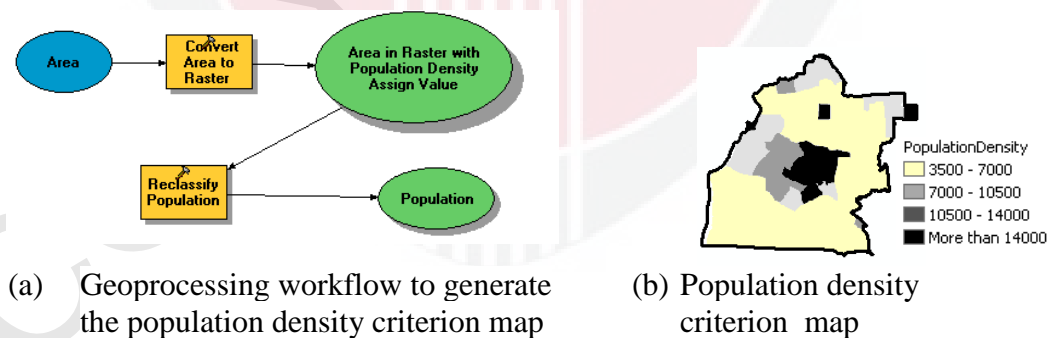 Area
Convert
Area to
Raster
Area in Raster with
Population Density
Assign Value
Reclassify
Population
Population
PopulationDensity
3500 - 7000
7000 - 10500
10500 - 14000
More than 14000
(a) Geoprocessing workflow to generate
the population density criterion map
(b) Population density
criterion map